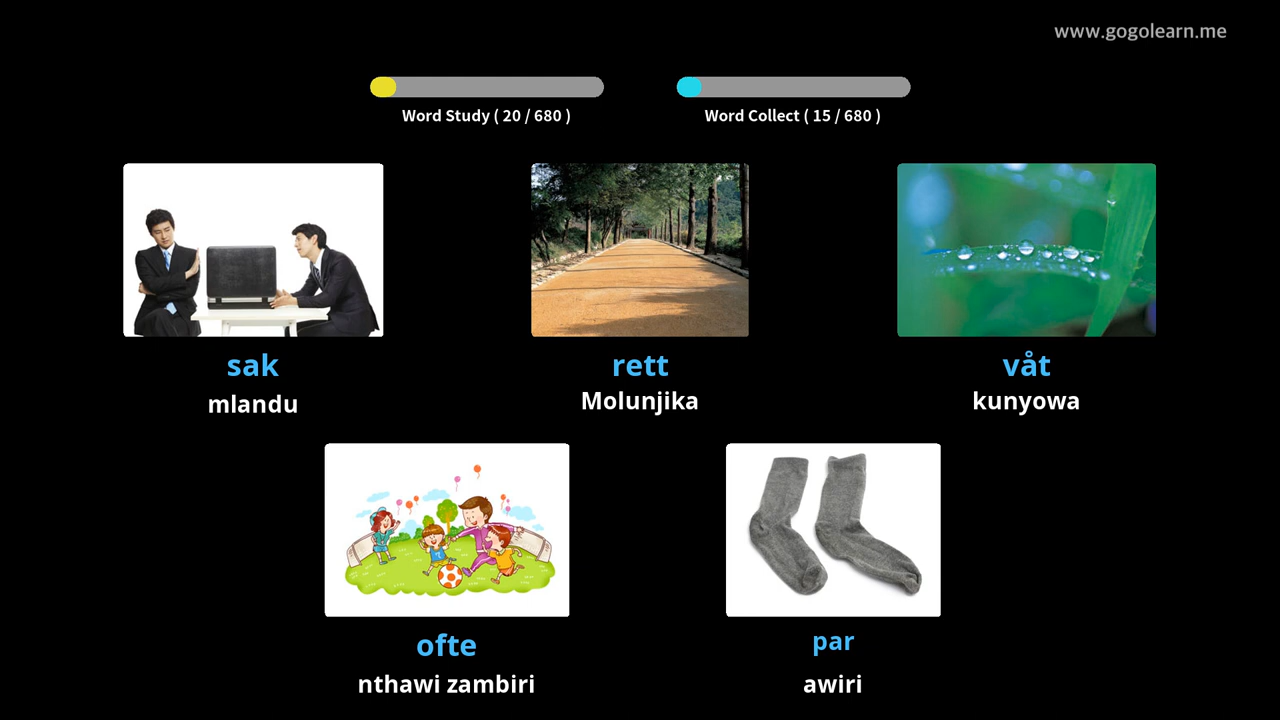 www.gogolearn.me
Word Study ( 20 / 680 )
Word Collect ( 15 / 680 )
sak
mlandu
rett
Molunjika
våt
kunyowa
ofte
nthawi zambiri
par
awiri